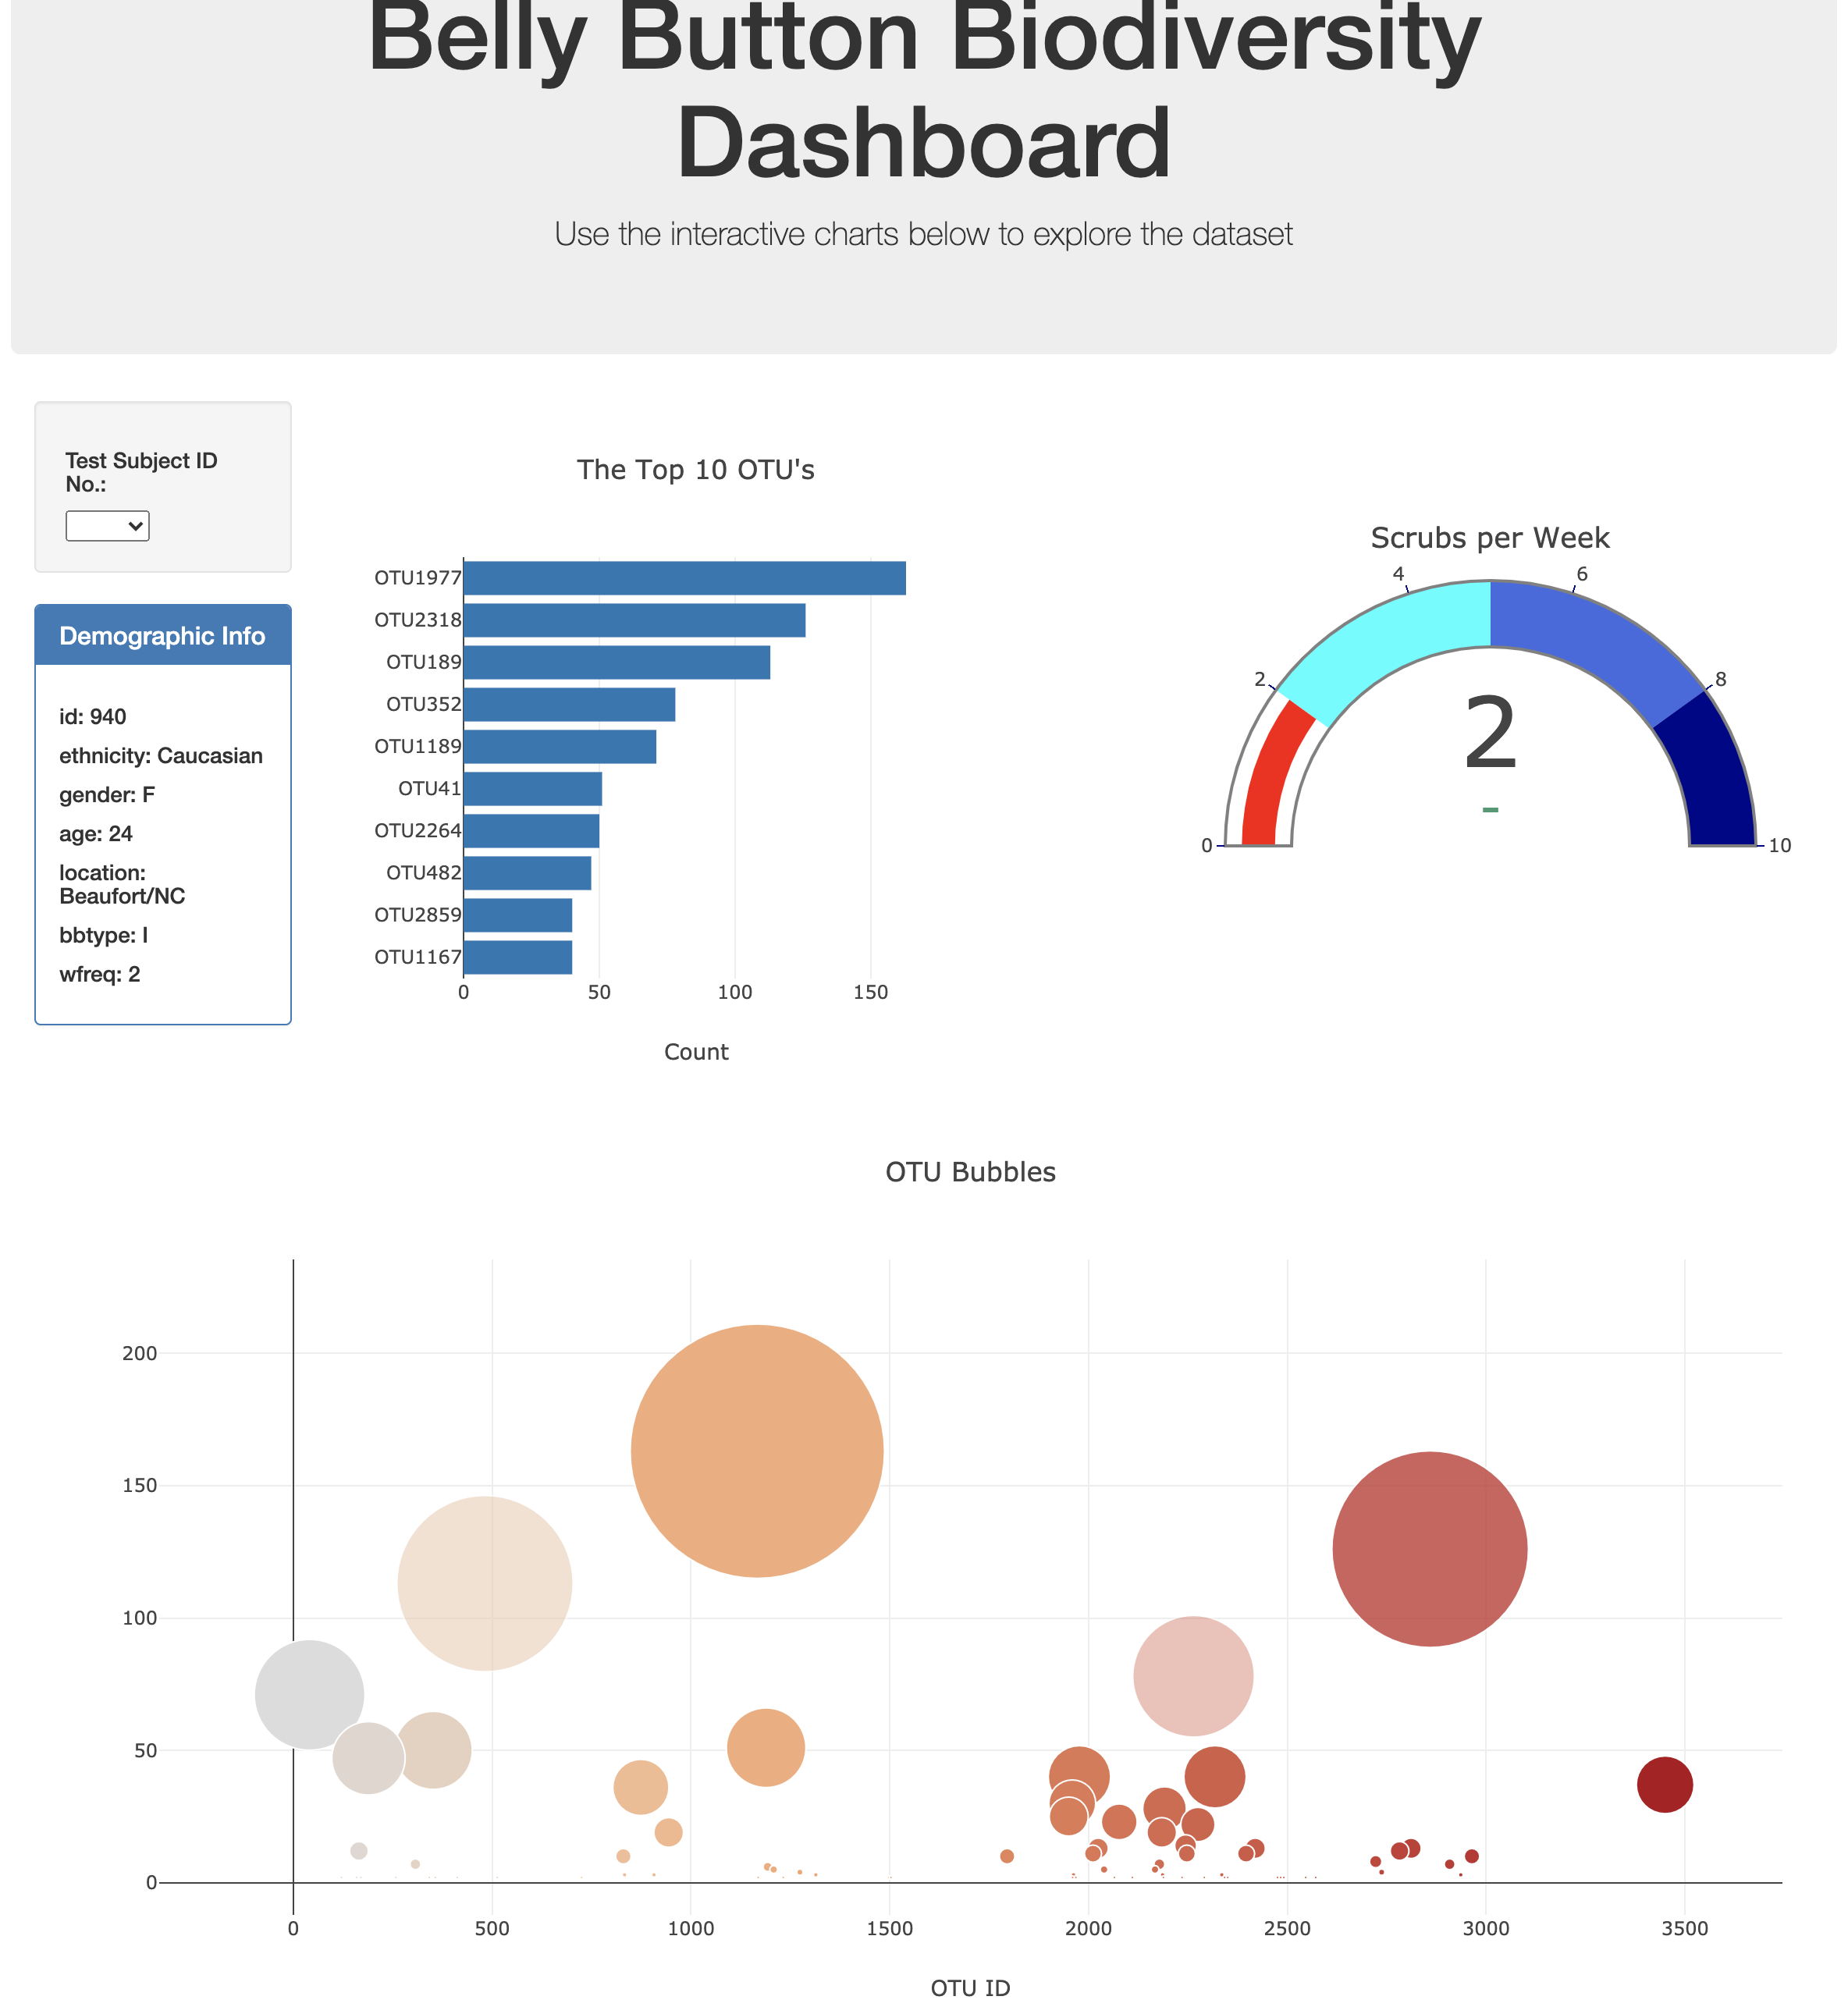 Belly Button Biodiversity
Dashboard
Use the interactive charts below to explore the dataset
Test Subject ID
No.:
Demographic Info
id: 940
ethnicity: Caucasian
gender: F
age: 24
location:
Beaufort/NC
bbtype: I
wfreq: 2
The Top 10 OTU's
OTU1977
OTU2318
OTU189
OTU352
OTU1189
OTU41
OTU2264
OTU482
OTU2859
OTU1167
0 50 100 150
Count
Scrubs per Week
4 6
2 8
2
-
0 10
OTU Bubbles
200
150
100
50
0
0 500 1000 1500 2000 2500 3000 3500
OTU ID